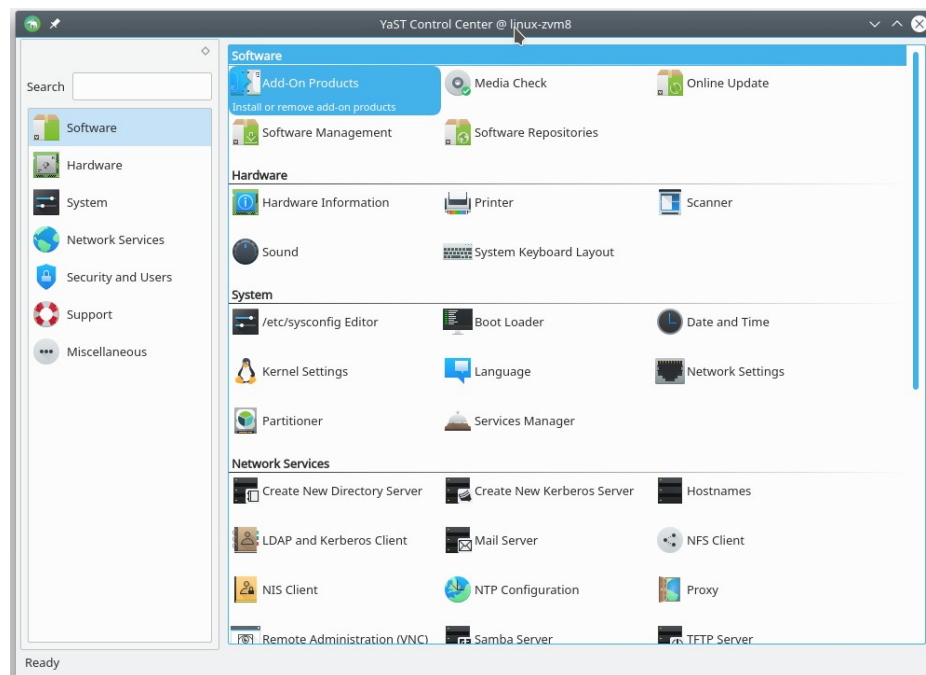 YaST Control Center @ linux-zvm8
Search
Software
Hardware
System
Network Services
Security and Users
Support
Miscellaneous
Software
Add-On Products
Install or remove add-on products
Media Check
Online Update
Software Management
Software Repositories
Hardware
Hardware Information
Printer
Scanner
Sound
System Keyboard Layout
System
/etc/sysconfig Editor
Boot Loader
Date and Time
Kernel Settings
Language
Network Settings
Partitioner
Services Manager
Network Services
Create New Directory Server
Create New Kerberos Server
Hostnames
LDAP and Kerberos Client
Mail Server
NFS Client
NIS Client
NTP Configuration
Proxy
Remote Administration (VNC)
Samba Server
TFTP Server
Ready